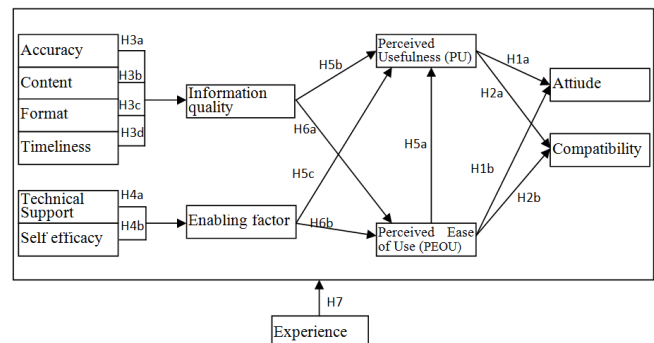 Accuracy
Content
Format
Timeliness
H3a
H3b
H3c
H3d
Technical
Support
Self efficacy
H4a
H4b
Information
quality
Enabling factor
H5b
H6a
H5c
H6b
Perceived
Usefulness (PU)
H5a
Perceived Ease
of Use (PEOU)
H1a
H2a
H1b
H2b
Attiude
Compatibility
H7
Experience